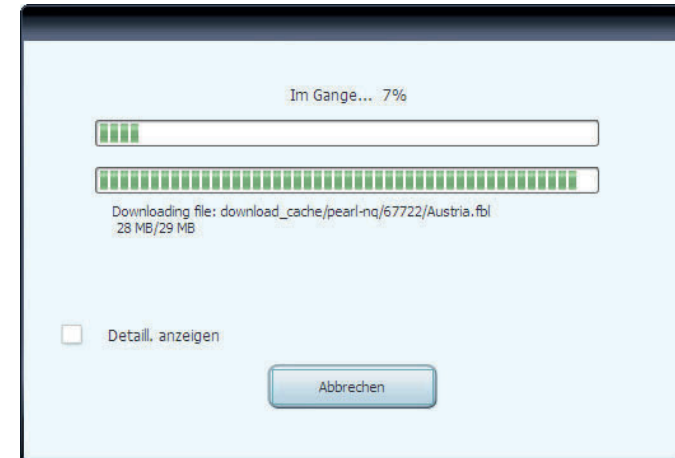 Im Gange... 7%
Downloading file: download_cache/pearl-nq/67722/Austria.fbl
28 MB/29 MB
Detaill. anzeigen
Abbrechen